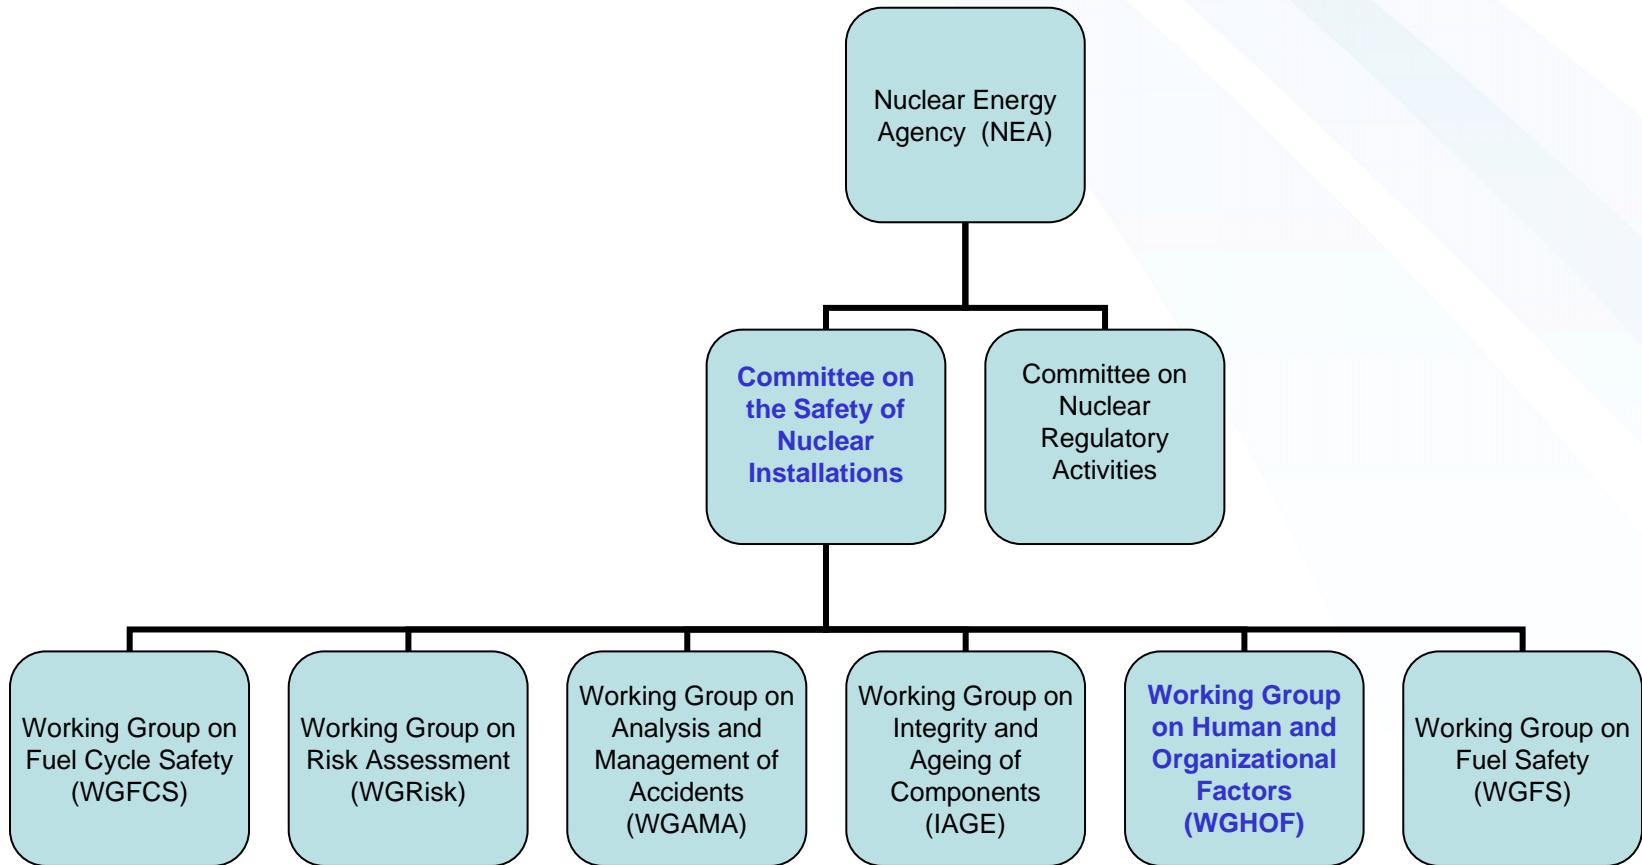 Nuclear Energy
Agency  (NEA)
Committee on
the Safety of
Nuclear
Installations
Committee on
Nuclear
Regulatory
Activities
Working Group on
Fuel Cycle Safety
(WGFCS)
Working Group on
Risk Assessment
(WGRisk)
Working Group on
Analysis and
Management of
Accidents
(WGAMA)
Working Group on
Integrity and
Ageing of
Components
(IAGE)
Working Group
on Human and
Organizational
Factors
(WGHOF)
Working Group on
Fuel Safety
(WGFS)